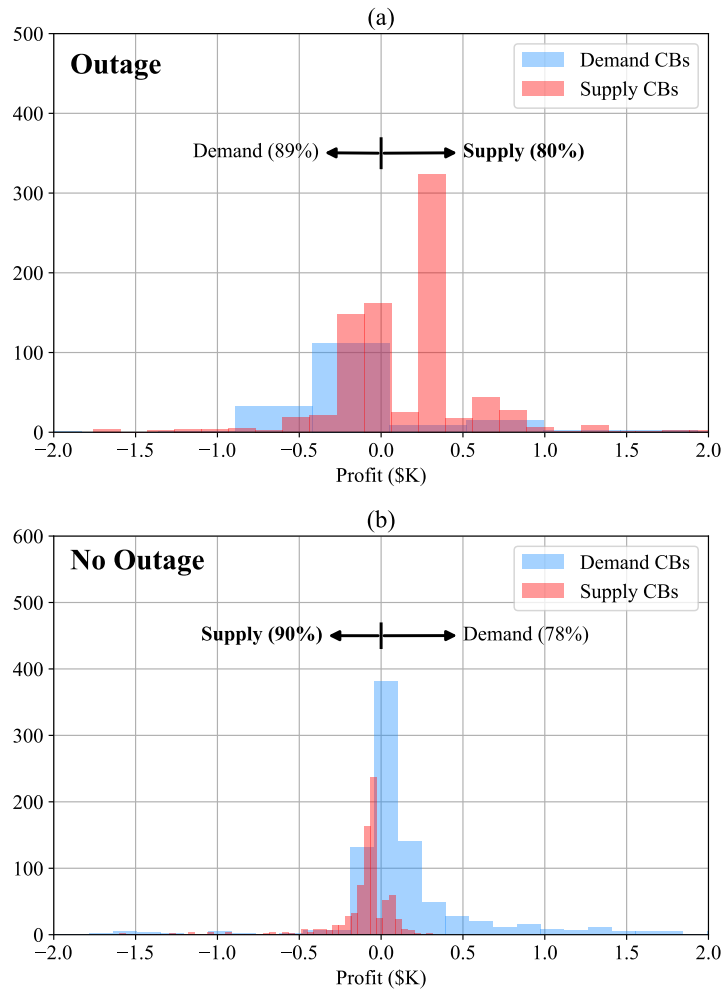 (a)
500
Outage
Demand CBs
Supply CBs
400
Demand (89%)
Supply (80%)
300
200
100
0
−2.0 −1.5 −1.0 −0.5 0.0 0.5 1.0 1.5 2.0
Profit ($K)
(b)
600
No Outage
Demand CBs
Supply CBs
500
Supply (90%)
Demand (78%)
400
300
200
100
0
−2.0 −1.5 −1.0 −0.5 0.0 0.5 1.0 1.5 2.0
Profit ($K)